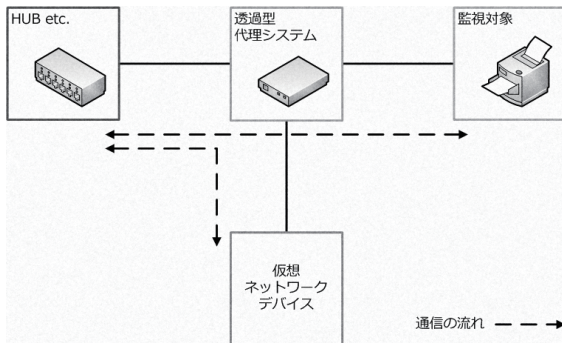 HUB etc.
透過型
代理システム
監視対象
仮想
ネットワーク
デバイス
通信の流れ